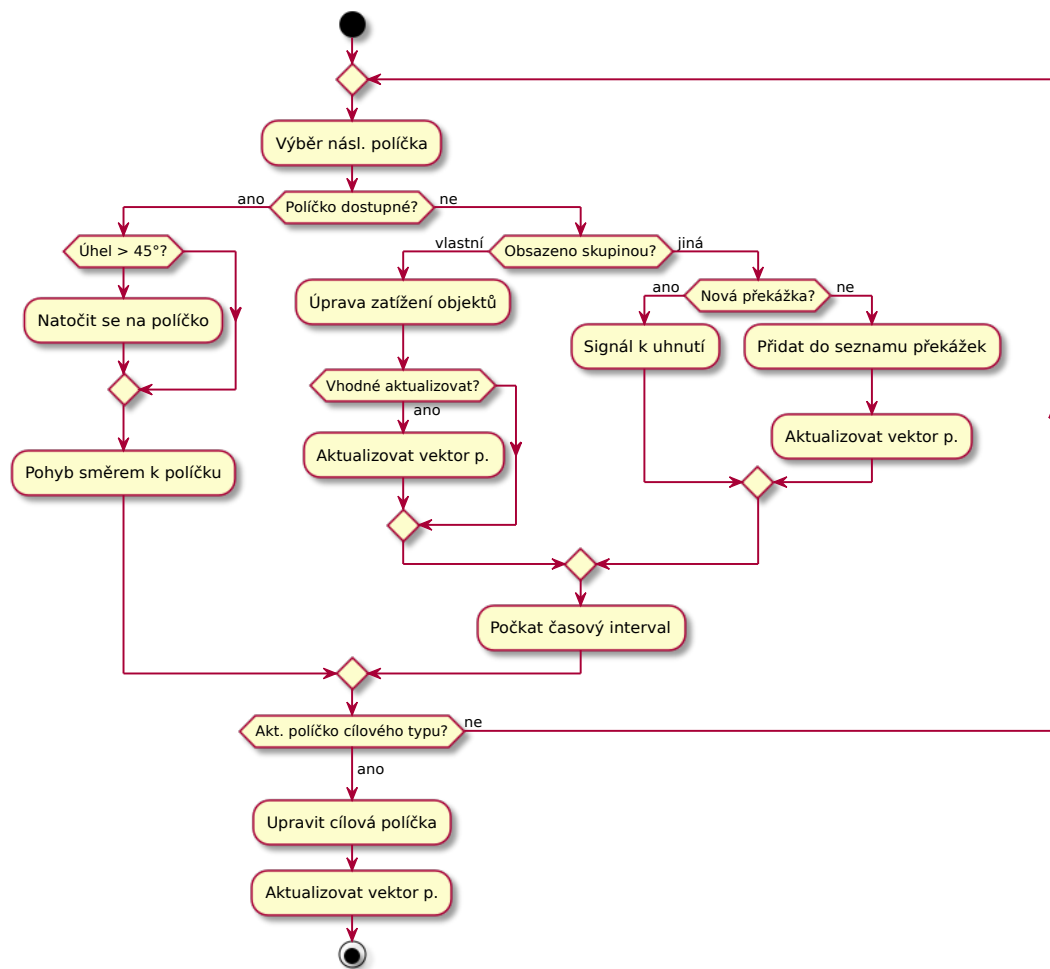 Výběr násl. políčka
ano
Políčko dostupné?
ne
Úhel > 45°?
vlastní
Obsazeno skupinou?
jiná
Natočit se na políčko
Úprava zatížení objektů
ano
Nová překážka?
ne
Signál k uhnutí
Přidat do seznamu překážek
Vhodné aktualizovat?
ano
Aktualizovat vektor p.
Aktualizovat vektor p.
Pohyb směrem k políčku
Počkat časový interval
Akt. políčko cílového typu?
ne
ano
Upravit cílová políčka
Aktualizovat vektor p.